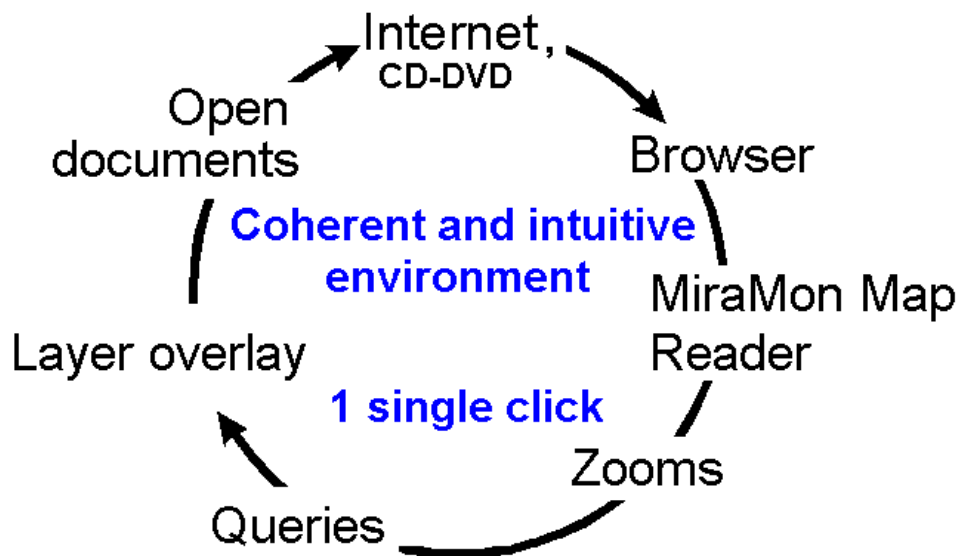 Internet,
CD-DVD
Browser
MiraMon Map
Reader
Zooms
Queries
Layer overlay
Open
documents
Coherent and intuitive
environment
1 single click